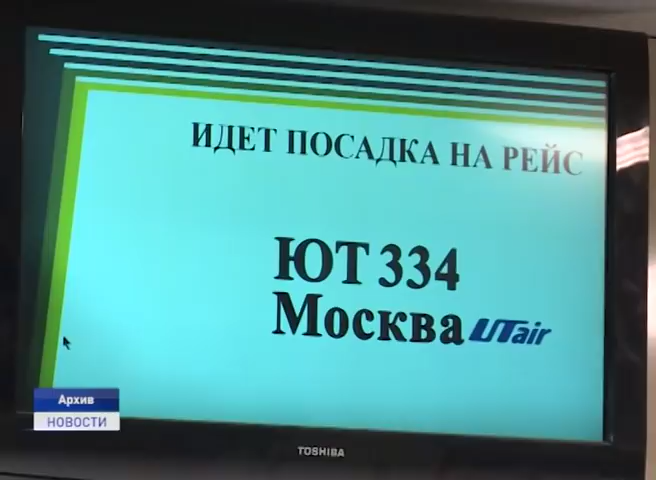 ИДЕТ ПОСАДКА НА РЕЙС
ЮТ 334
Москва UTair
Архив
НОВОСТИ
TOSHIBA